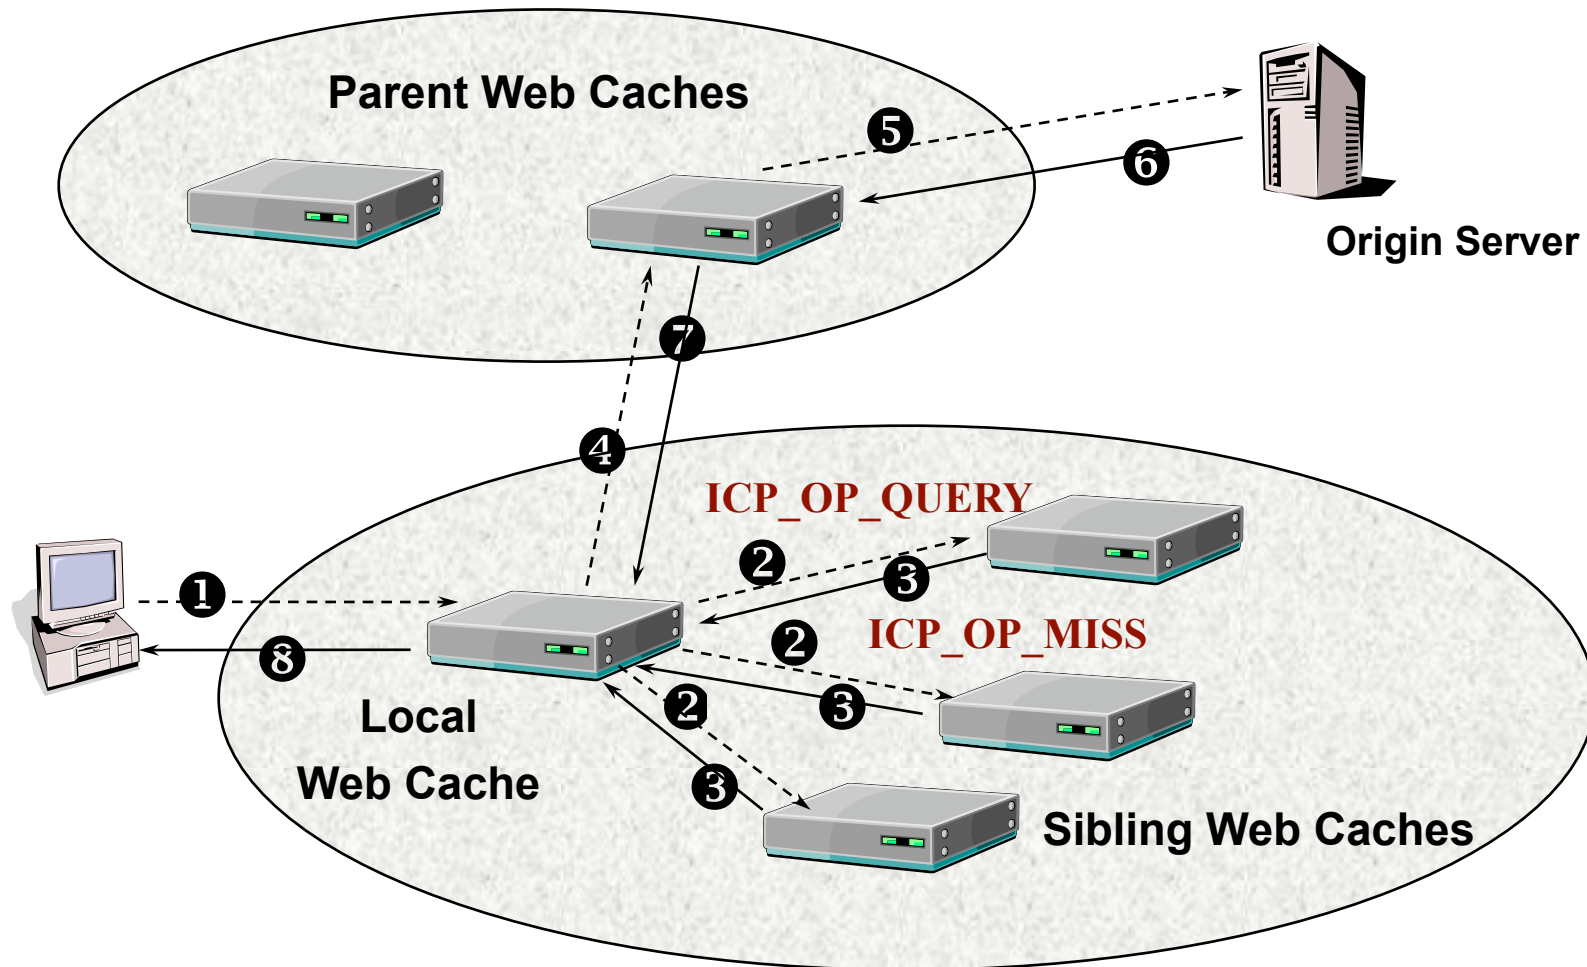 Parent Web Caches
5
6
Origin Server
7
4
ICP_OP_QUERY
2
3
1
ICP_OP_MISS
2
8
3
2
Local
Web Cache
3
Sibling Web Caches